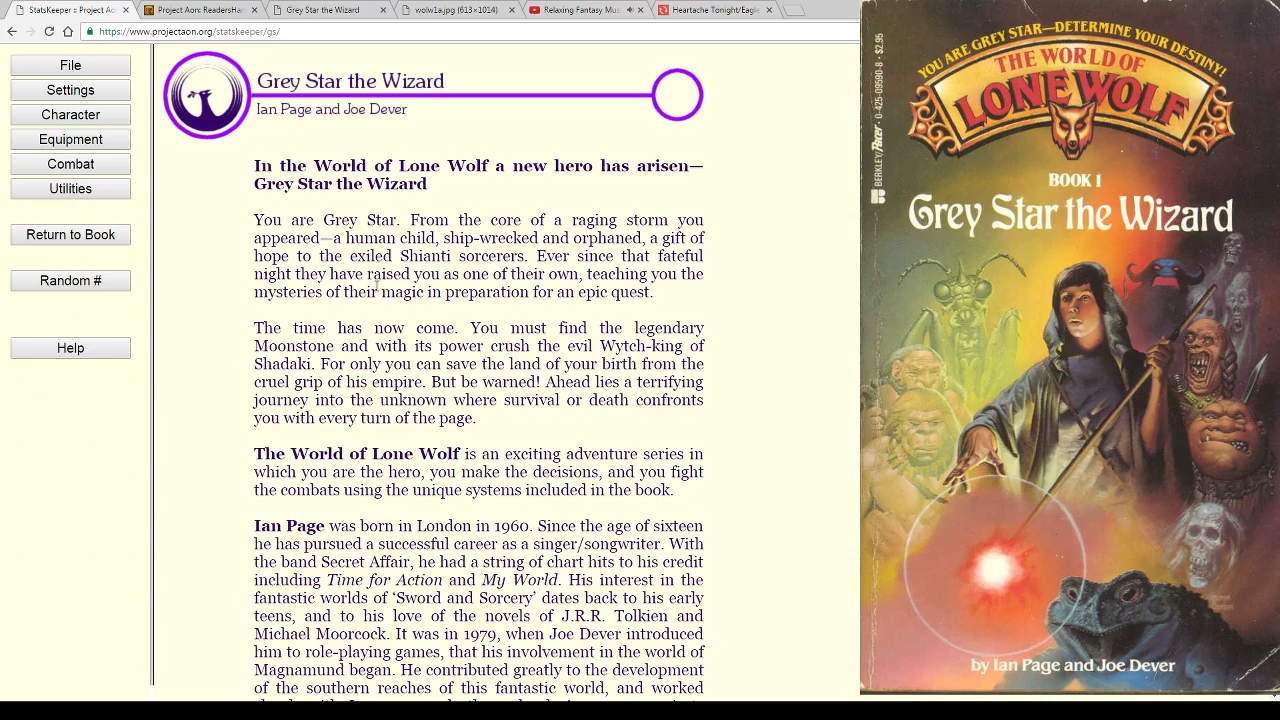 StatsKeeper :: Project A
Project Aon: ReadersHan
Grey Star the Wizard
wolw1a.jpg (613×1014)
Relaxing Fantasy Mus
Heartache Tonight/Eagle
https://www.projectaon.org/statskeeper/gs/
File
Settings
Character
Equipment
Combat
Utilities
Return to Book
Random #
Help
Grey Star the Wizard
Ian Page and Joe Dever
In the World of Lone Wolf a new hero has arisen—
Grey Star the Wizard
You are Grey Star. From the core of a raging storm you
appeared—a human child, ship-wrecked and orphaned, a gift of
hope to the exiled Shianti sorcerers. Ever since that fateful
night they have raised you as one of their own, teaching you the
mysteries of their magic in preparation for an epic quest.
The time has now come. You must find the legendary
Moonstone and with its power crush the evil Wytch-king of
Shadaki. For only you can save the land of your birth from the
cruel grip of his empire. But be warned! Ahead lies a terrifying
journey into the unknown where survival or death confronts
you with every turn of the page.
The World of Lone Wolf is an exciting adventure series in
which you are the hero, you make the decisions, and you fight
the combats using the unique systems included in the book.
Ian Page was born in London in 1960. Since the age of sixteen
he has pursued a successful career as a singer/songwriter. With
the band Secret Affair, he had a string of chart hits to his credit
including Time for Action and My World. His interest in the
fantastic worlds of ‘Sword and Sorcery’ dates back to his early
teens, and to his love of the novels of J.R.R. Tolkien and
Michael Moorcock. It was in 1979, when Joe Dever introduced
him to role-playing games, that his involvement in the world of
Magnamund began. He contributed greatly to the development
of the southern reaches of this fantastic world, and worked
YOU ARE GREY STAR—DETERMINE YOUR DESTINY!
THE WORLD OF
LONE WOLF
BOOK 1
Grey Star the Wizard
BERKLEY/Pacer • 0-425-09590-8 • $2.95
by Ian Page and Joe Dever